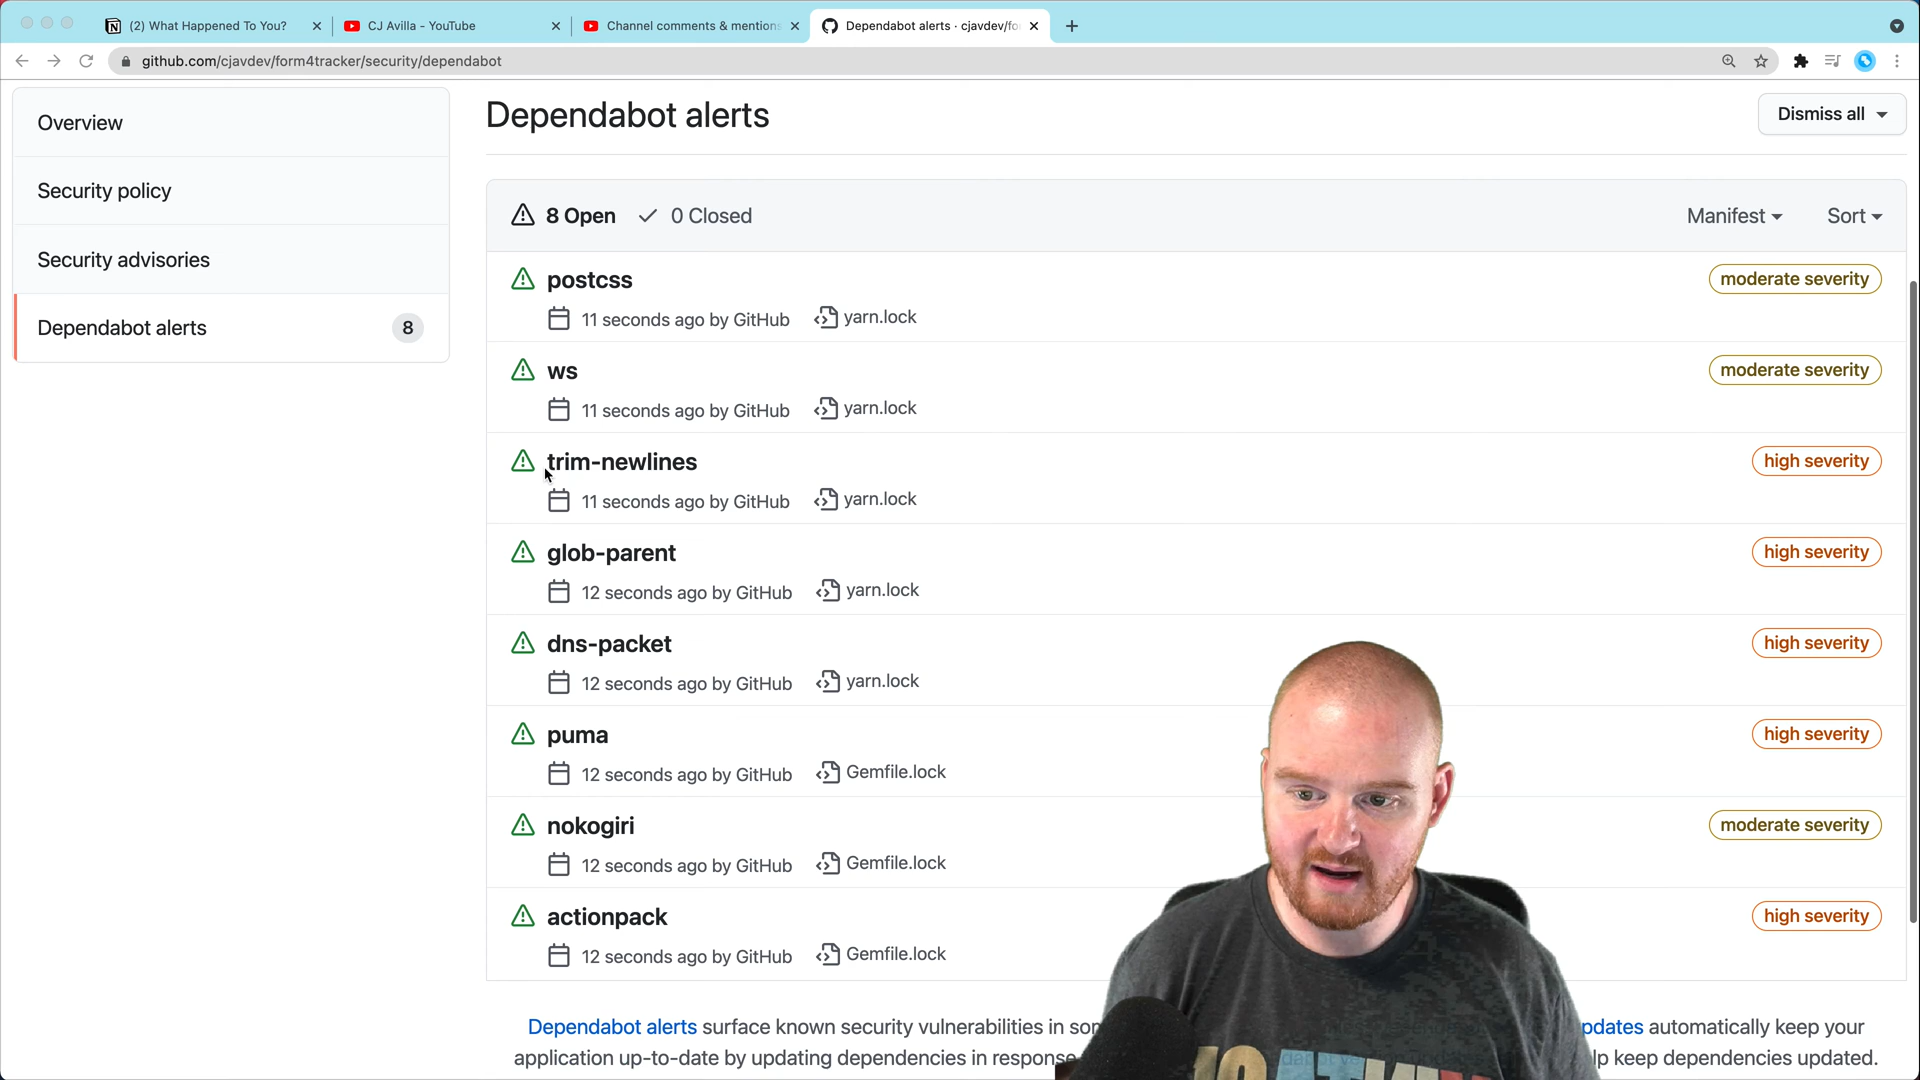 (2) What Happened To You?
CJ Avilla - YouTube
Channel comments & mentions
Dependabot alerts · cjavdev/fo
github.com/cjavdev/form4tracker/security/dependabot
Overview
Security policy
Security advisories
Dependabot alerts 8
Dependabot alerts
Dismiss all
8 Open 0 Closed
Manifest Sort
postcss moderate severity
11 seconds ago by GitHub yarn.lock
ws moderate severity
11 seconds ago by GitHub yarn.lock
trim-newlines high severity
11 seconds ago by GitHub yarn.lock
glob-parent high severity
12 seconds ago by GitHub yarn.lock
dns-packet high severity
12 seconds ago by GitHub yarn.lock
puma high severity
12 seconds ago by GitHub Gemfile.lock
nokogiri moderate severity
12 seconds ago by GitHub Gemfile.lock
actionpack high severity
12 seconds ago by GitHub Gemfile.lock
Dependabot alerts surface known security vulnerabilities in automatically keep your
application up-to-date by updating dependencies in response keep dependencies updated.